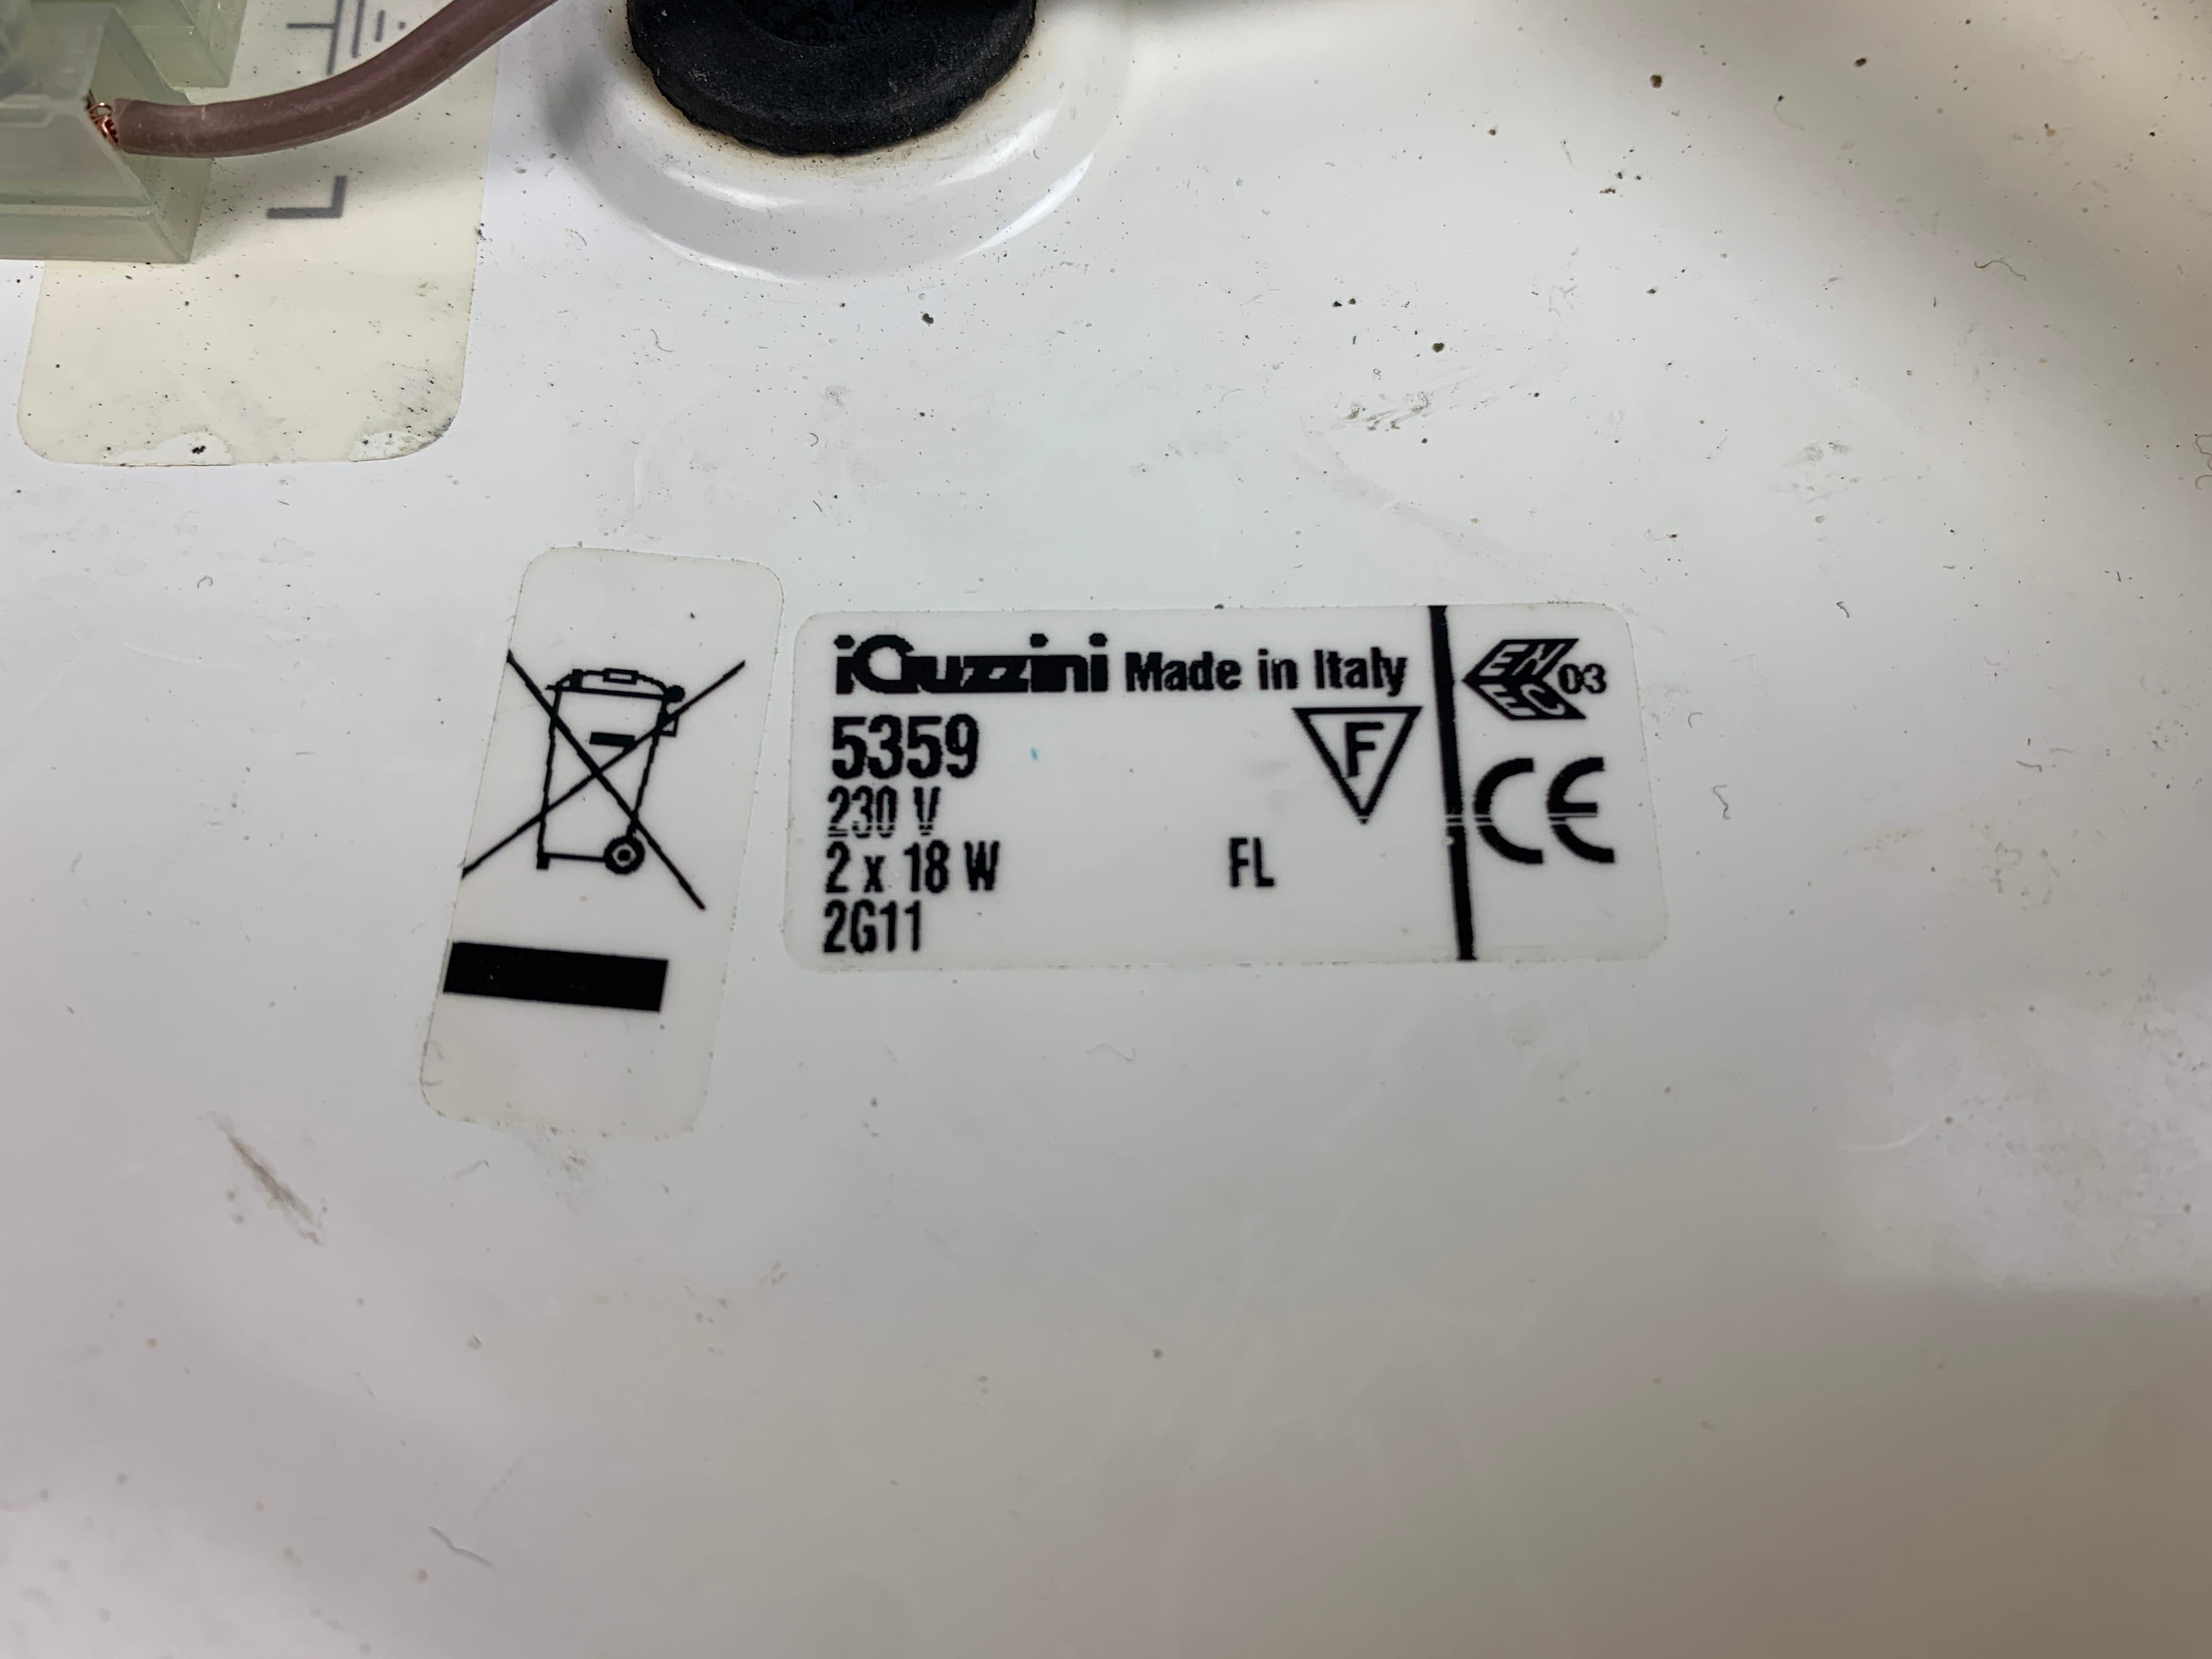 L
iGuzzini Made in Italy
5359
F
230 V
2 x 18 W FL
2G11
ENEC 03
CE